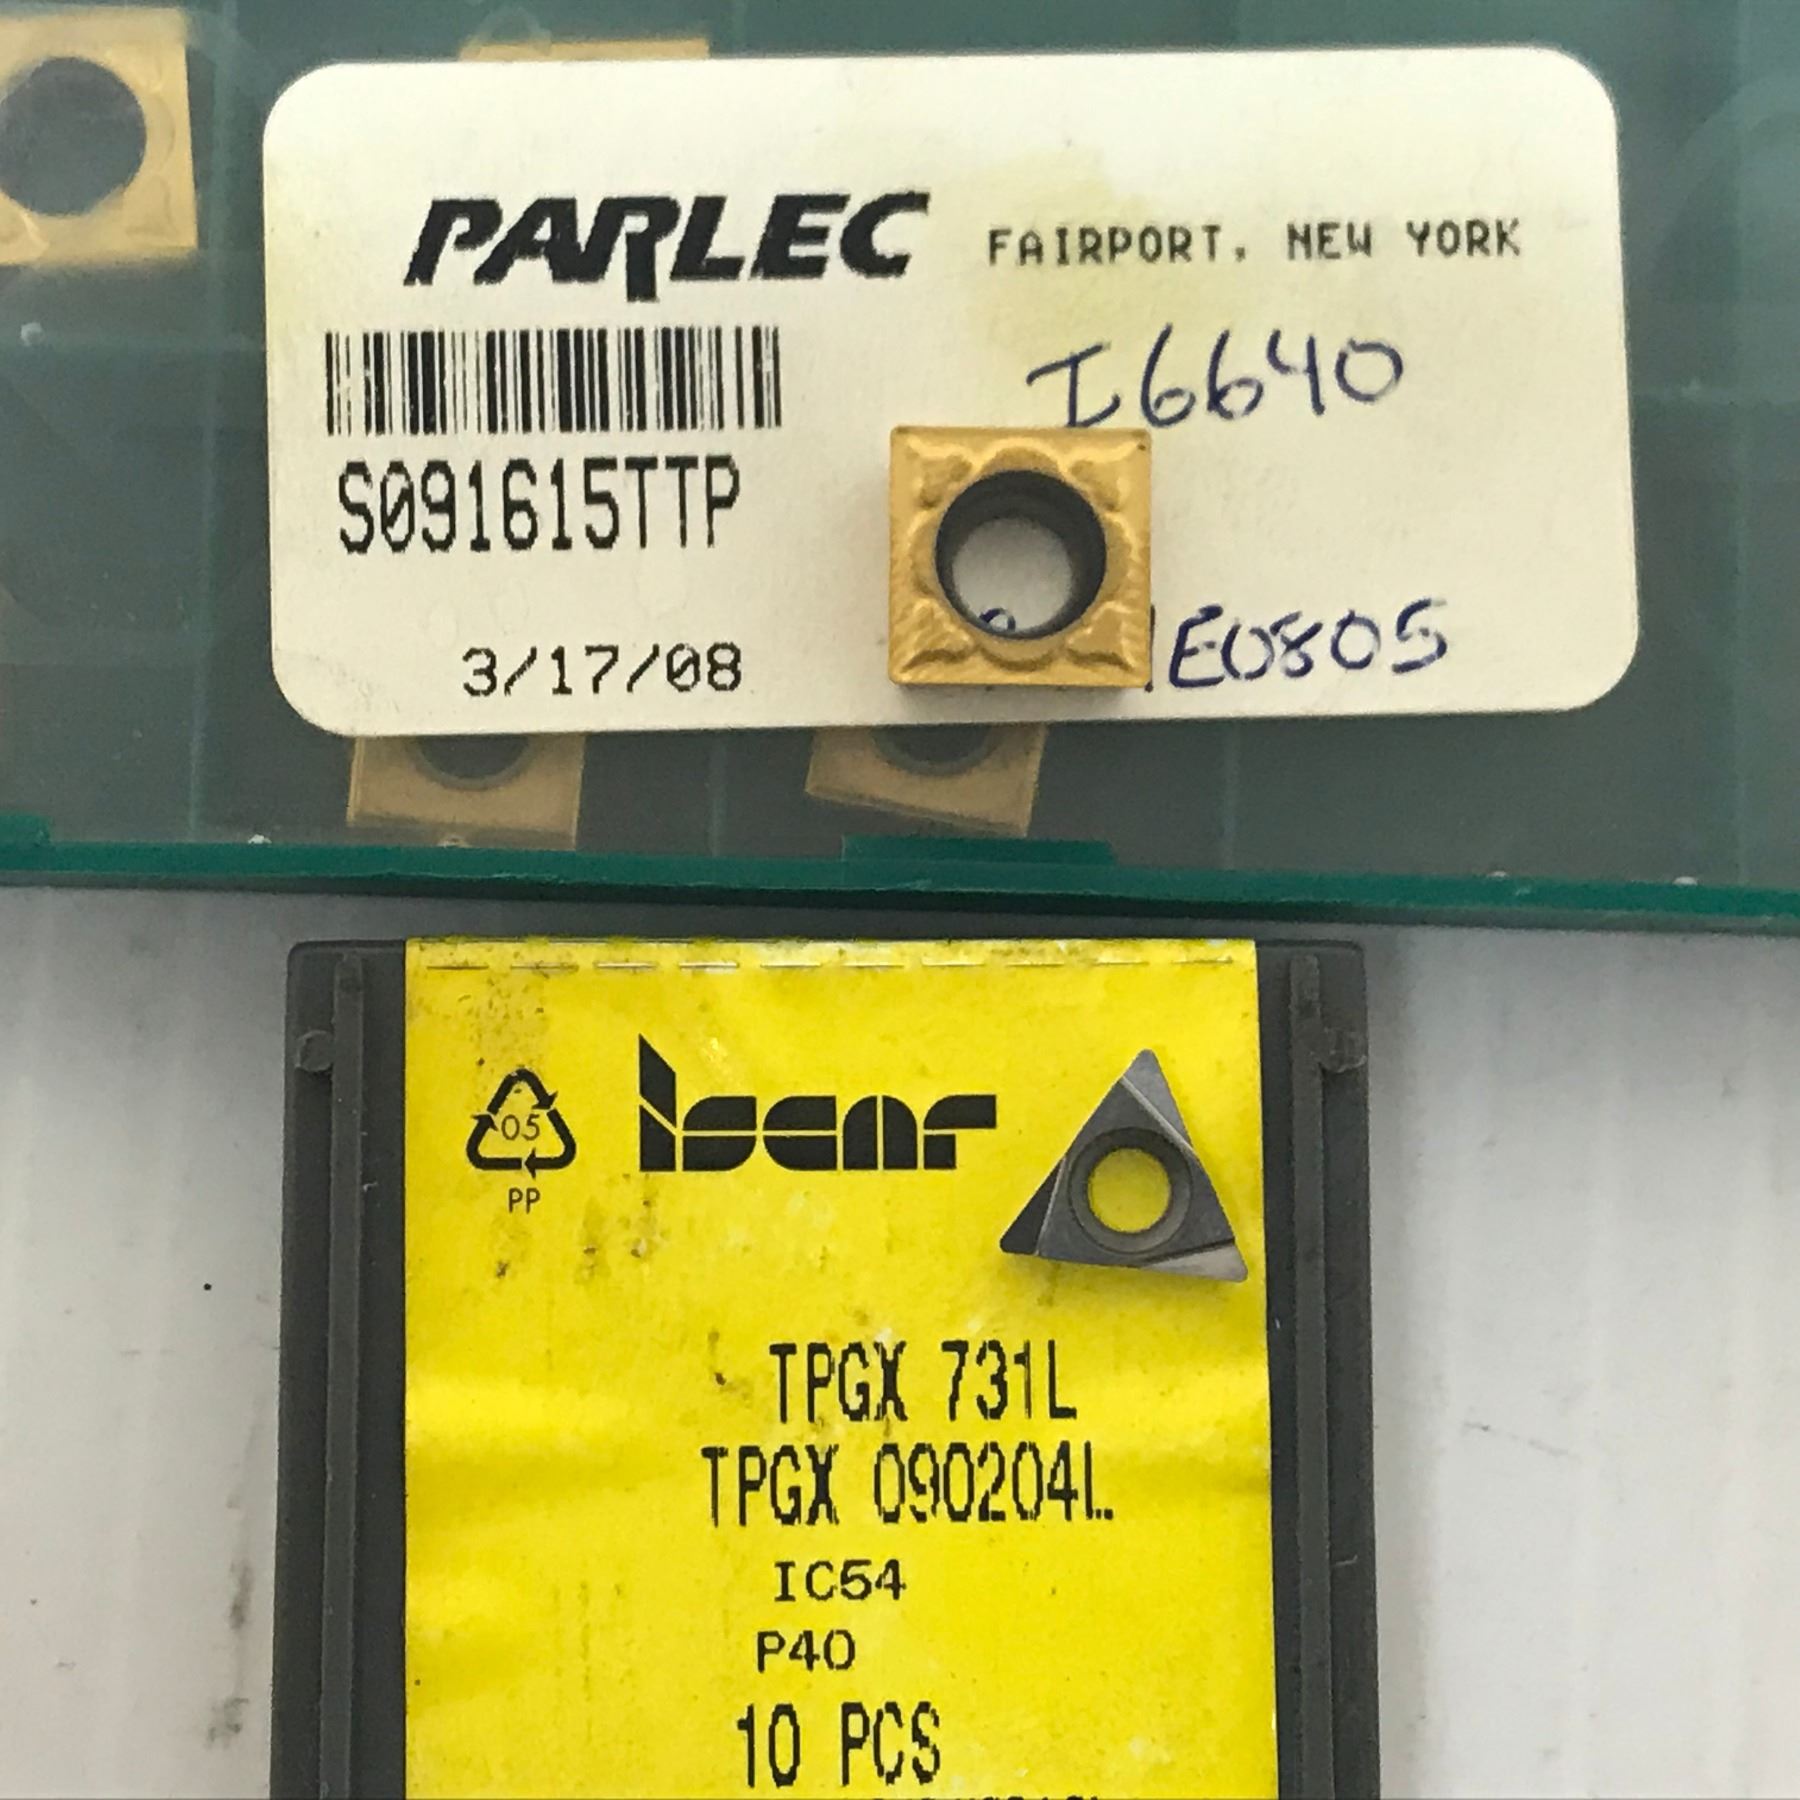 PARLEC FAIRPORT, NEW YORK
I6640
S091615TTP
3/17/08
E0805
05
PP
iscar
TPGX 731L
TPGX 090204L
IC54
P40
10 PCS